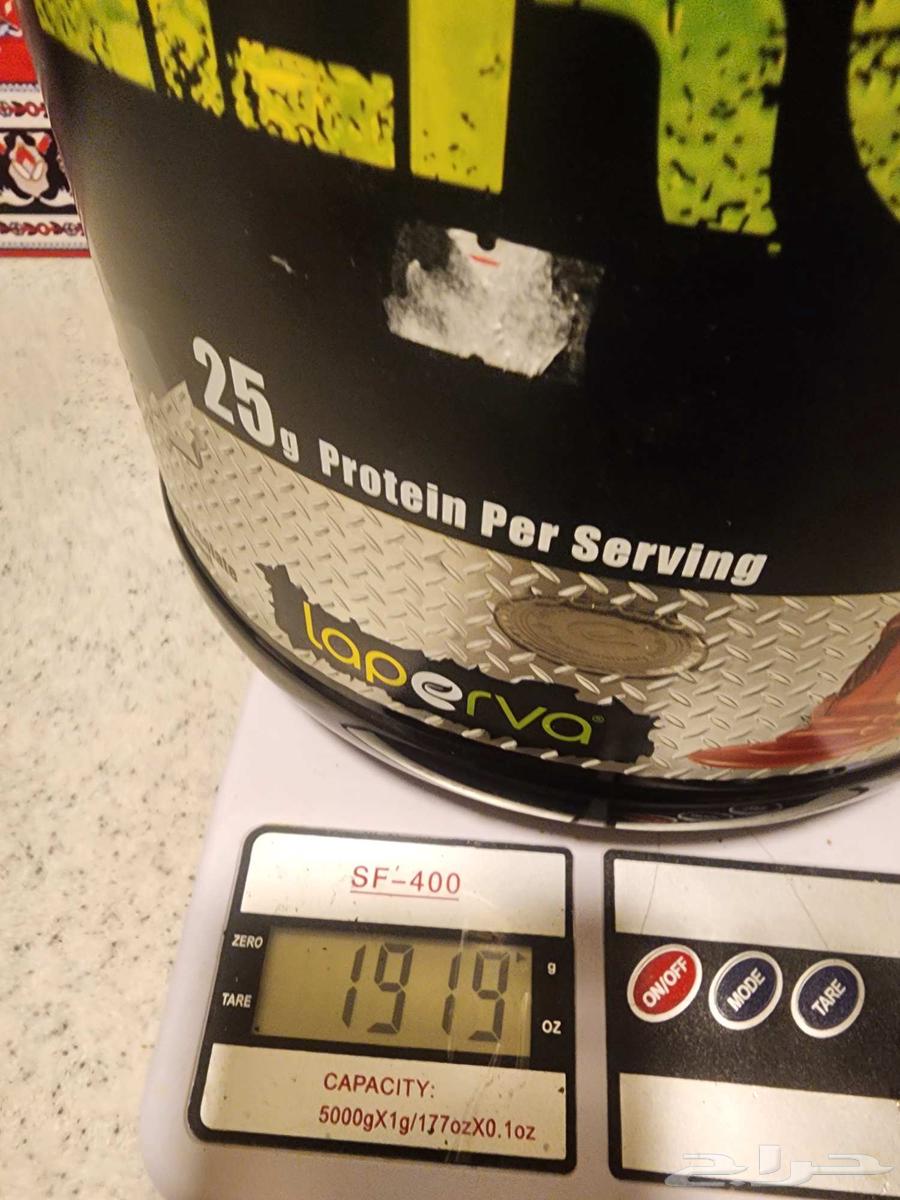 25g Protein Per Serving
laperva®
SF-400
ZERO
TARE
1919
g
OZ
CAPACITY:
5000gX1g/177ozX0.1oz
ON/OFF
MODE
TARE
حراج